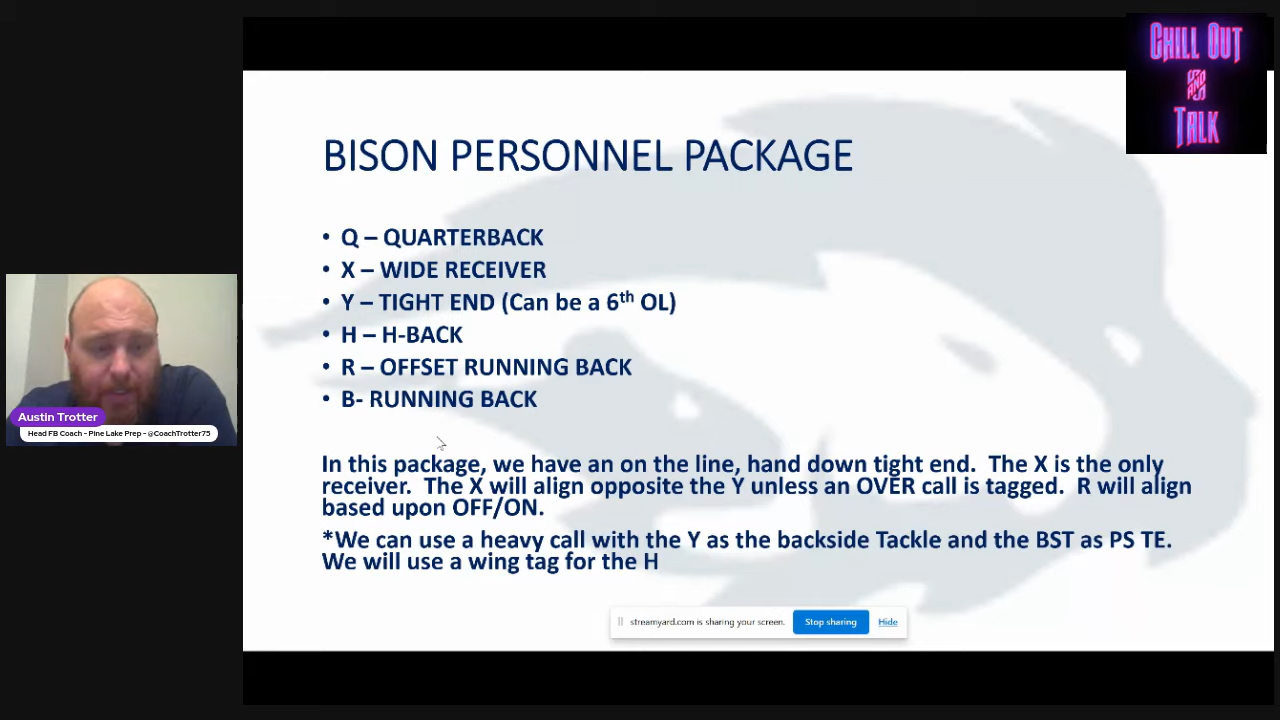 CHILL OUT
AND
TALK
BISON PERSONNEL PACKAGE
• Q – QUARTERBACK
• X – WIDE RECEIVER
• Y – TIGHT END (Can be a 6th OL)
• H – H-BACK
• R – OFFSET RUNNING BACK
• B- RUNNING BACK
In this package, we have an on the line, hand down tight end. The X is the only
receiver. The X will align opposite the Y unless an OVER call is tagged. R will align
based upon OFF/ON.
*We can use a heavy call with the Y as the backside Tackle and the BST as PS TE.
We will use a wing tag for the H
Austin Trotter
Head FB Coach - Pine Lake Prep - @CoachTrotter75
streamyard.com is sharing your screen.
Stop sharing
Hide